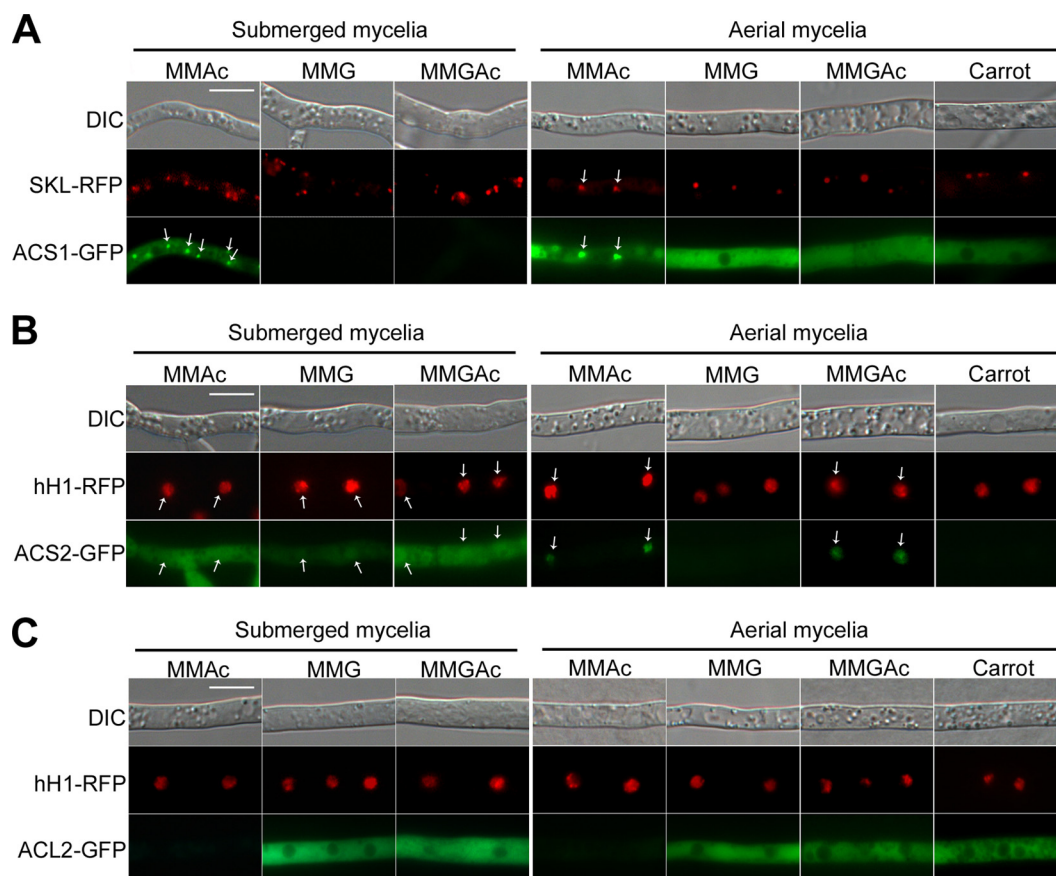 A
Submerged mycelia Aerial mycelia
MMAc MMG MMGAc MMAc MMG MMGAc Carrot
DIC
SKL-RFP
ACS1-GFP
B
Submerged mycelia Aerial mycelia
MMAc MMG MMGAc MMAc MMG MMGAc Carrot
DIC
hH1-RFP
ACS2-GFP
C
Submerged mycelia Aerial mycelia
MMAc MMG MMGAc MMAc MMG MMGAc Carrot
DIC
hH1-RFP
ACL2-GFP